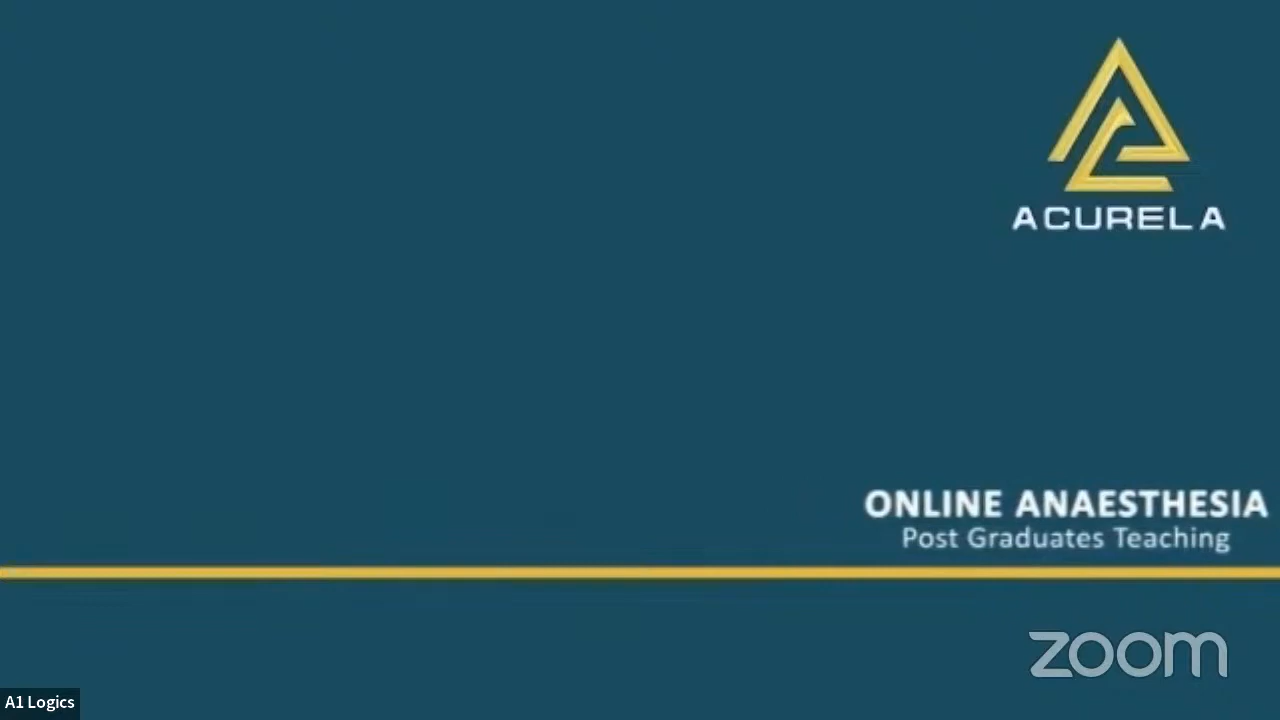 ACURELA
ONLINE ANAESTHESIA
Post Graduates Teaching
zoom
A1 Logics